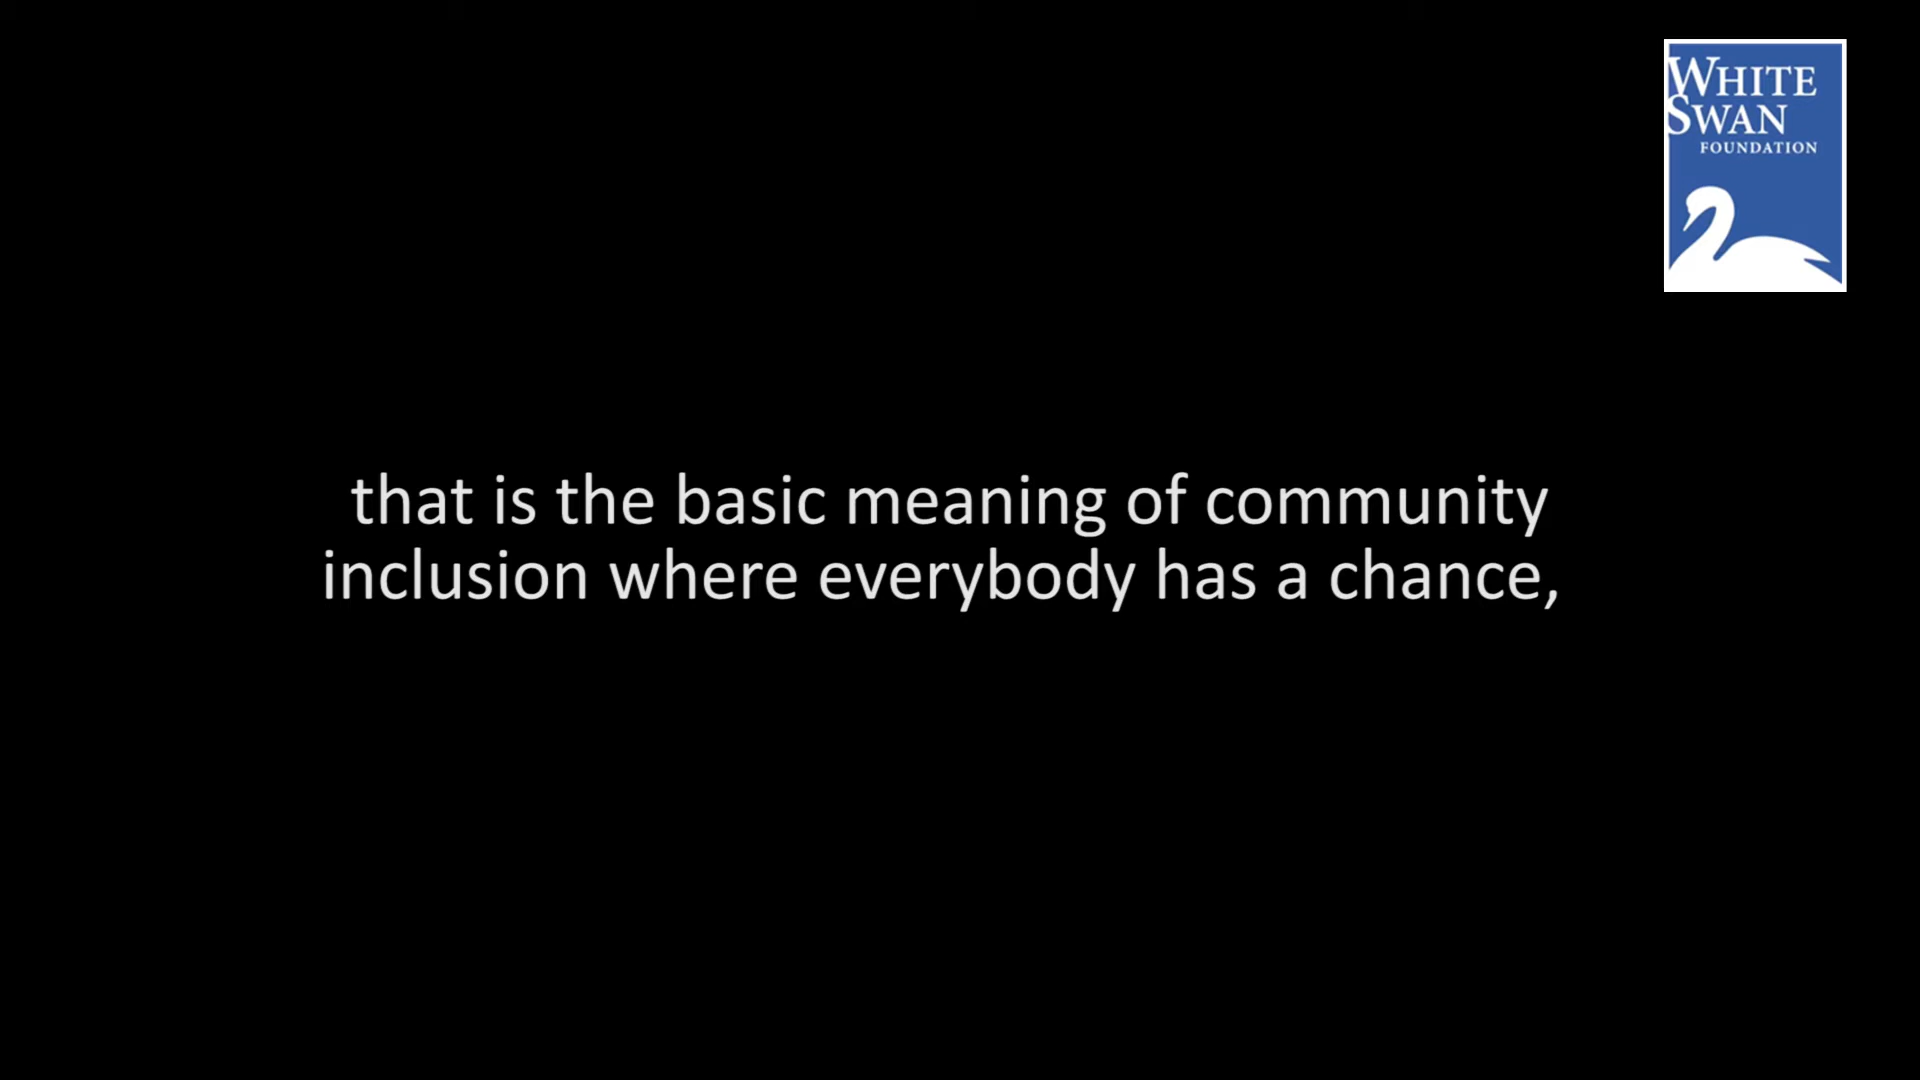 WHITE
SWAN
FOUNDATION
that is the basic meaning of community
inclusion where everybody has a chance,